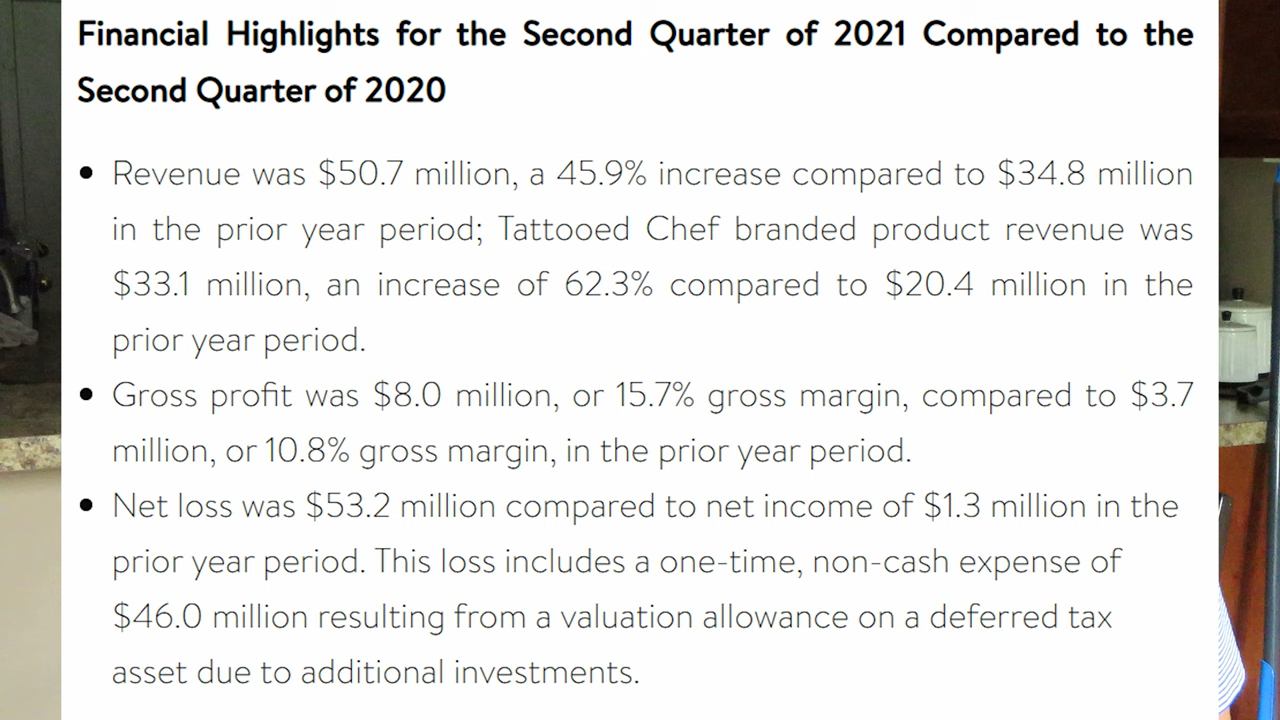 Financial Highlights for the Second Quarter of 2021 Compared to the
Second Quarter of 2020
• Revenue was $50.7 million, a 45.9% increase compared to $34.8 million
in the prior year period; Tattooed Chef branded product revenue was
$33.1 million, an increase of 62.3% compared to $20.4 million in the
prior year period.
• Gross profit was $8.0 million, or 15.7% gross margin, compared to $3.7
million, or 10.8% gross margin, in the prior year period.
• Net loss was $53.2 million compared to net income of $1.3 million in the
prior year period. This loss includes a one-time, non-cash expense of
$46.0 million resulting from a valuation allowance on a deferred tax
asset due to additional investments.